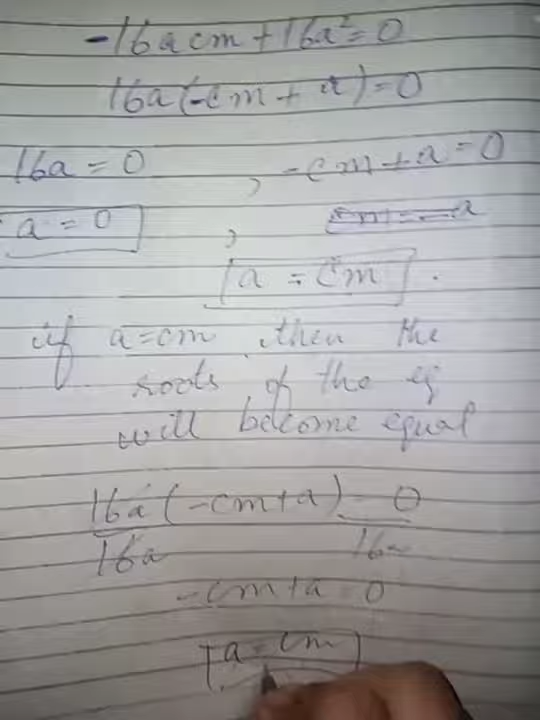 -16acm + 16a² = 0
16a(-cm + a) = 0
16a = 0 , -cm + a = 0
a = 0 , cm = -a
a = cm .
if a = cm then the
roots of the eq
will become equal
16a(-cm+a) = 0
16a 16a
-cm + a = 0
a = cm